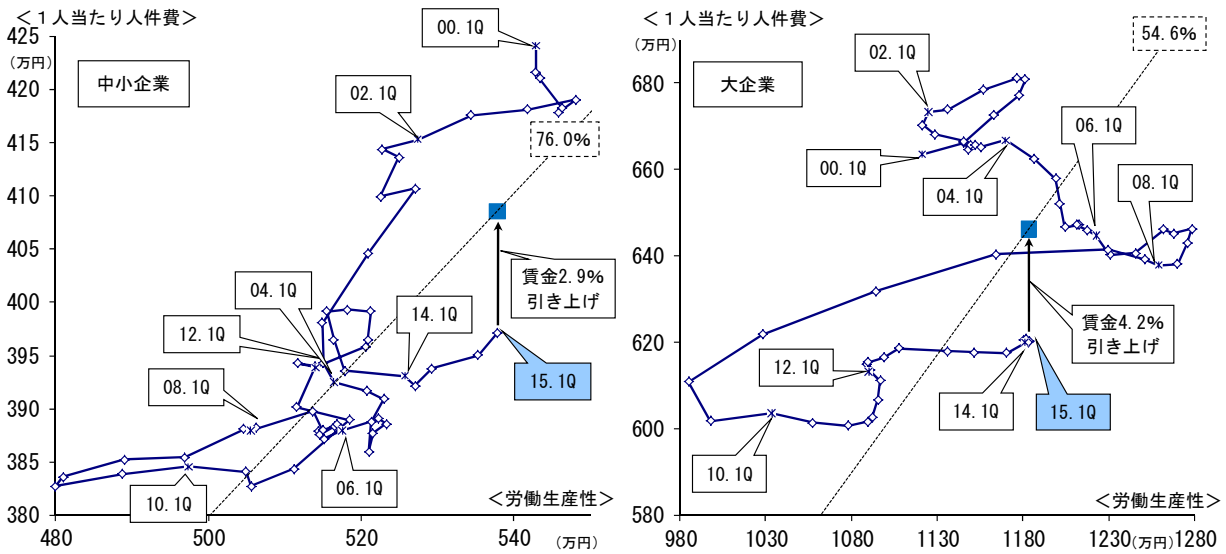 <１人当たり人件費>
425
(万円)
420
415
410
405
400
395
390
385
380
480
500
520
540
(万円)
<労働生産性>
中小企業
00.1Q
02.1Q
76.0%
賃金2.9%
引き上げ
04.1Q
12.1Q
14.1Q
08.1Q
15.1Q
06.1Q
10.1Q
<１人当たり人件費>
(万円)
680
660
640
620
600
580
980
1030
1080
1130
1180
1230
(万円)
1280
<労働生産性>
大企業
54.6%
02.1Q
06.1Q
00.1Q
04.1Q
08.1Q
賃金4.2%
引き上げ
12.1Q
14.1Q
15.1Q
10.1Q